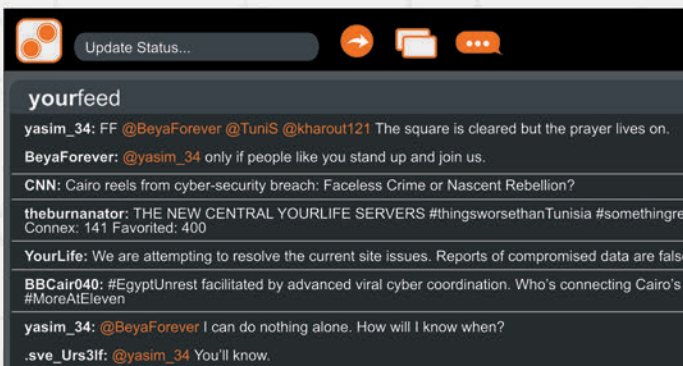 Update Status...
yourfeed
yasim_34: FF @BeyaForever @TuniS @kharout121 The square is cleared but the prayer lives on.
BeyaForever: @yasim_34 only if people like you stand up and join us.
CNN: Cairo reels from cyber-security breach: Faceless Crime or Nascent Rebellion?
theburnanator: THE NEW CENTRAL YOURLIFE SERVERS #thingsworsethanTunisia #somethingre
Connex: 141 Favorited: 400
YourLife: We are attempting to resolve the current site issues. Reports of compromised data are fals
BBCair040: #EgyptUnrest facilitated by advanced viral cyber coordination. Who's connecting Cairo's
#MoreAtEleven
yasim_34: @BeyaForever I can do nothing alone. How will I know when?
.sve_Urs3lf: @yasim_34 You'll know.